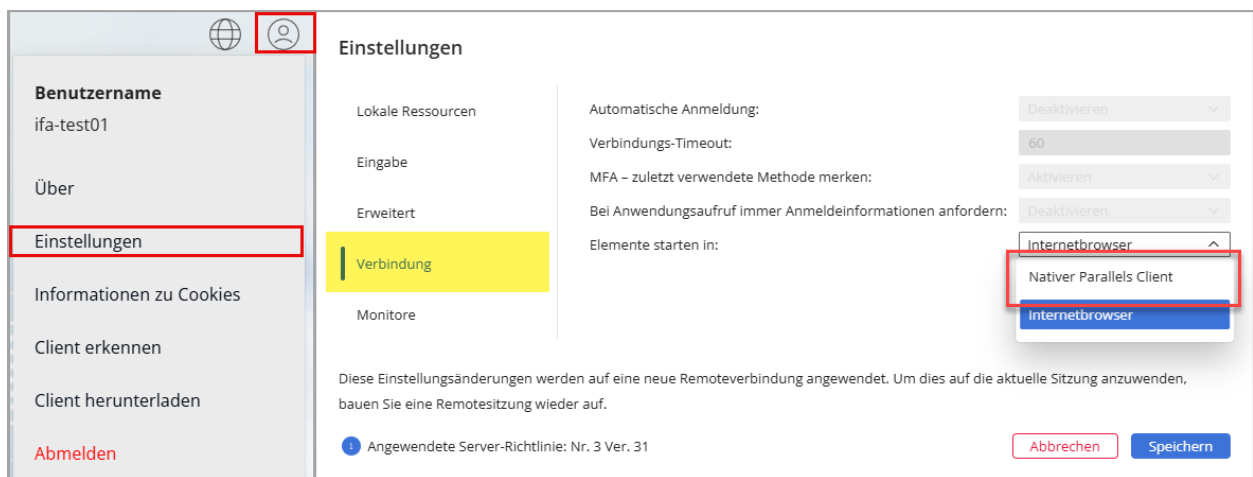 Benutzername
ifa-test01
Über
Einstellungen
Informationen zu Cookies
Client erkennen
Client herunterladen
Abmelden
Einstellungen
Lokale Ressourcen
Eingabe
Erweitert
Verbindung
Monitore
Automatische Anmeldung: Deaktivieren
Verbindungs-Timeout: 60
MFA – zuletzt verwendete Methode merken: Aktivieren
Bei Anwendungsaufruf immer Anmeldeinformationen anfordern: Deaktivieren
Elemente starten in: Internetbrowser
Nativer Parallels Client
Internetbrowser
Diese Einstellungsänderungen werden auf eine neue Remoteverbindung angewendet. Um dies auf die aktuelle Sitzung anzuwenden,
bauen Sie eine Remotesitzung wieder auf.
Angewendete Server-Richtlinie: Nr. 3 Ver. 31
Abbrechen
Speichern